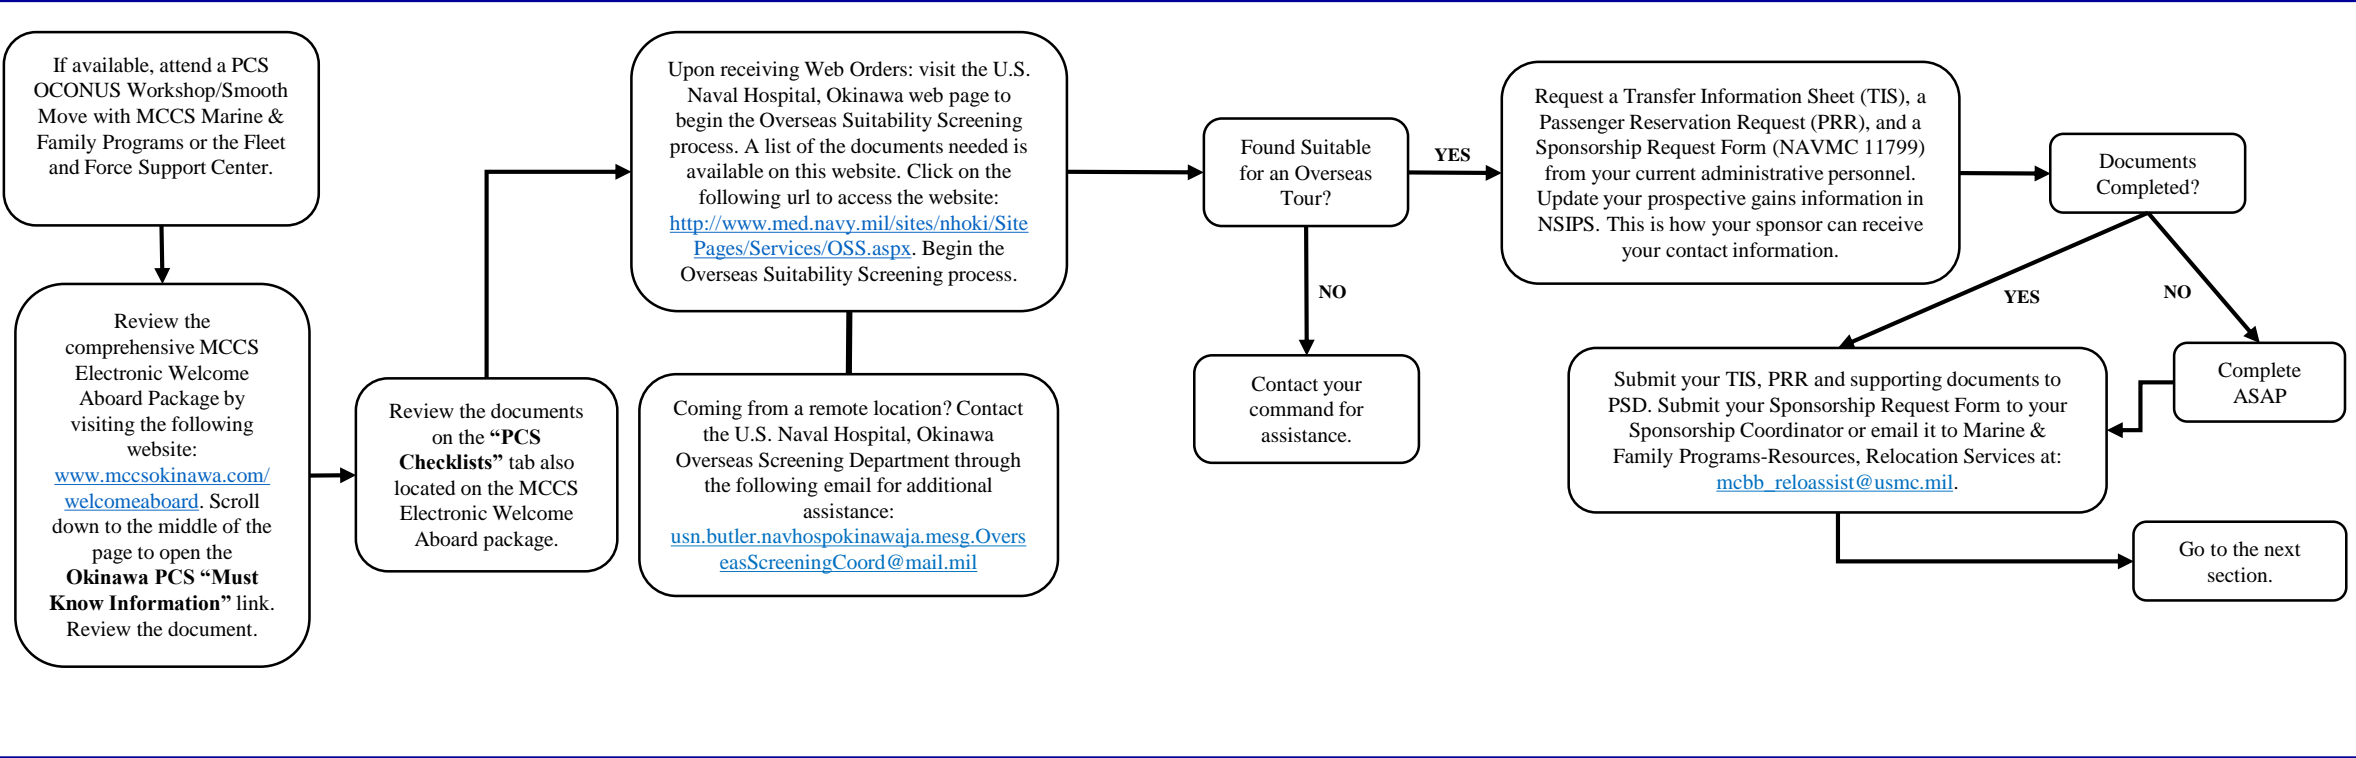 If available, attend a PCS
OCONUS Workshop/Smooth
Move with MCCS Marine &
Family Programs or the Fleet
and Force Support Center.
Review the
comprehensive MCCS
Electronic Welcome
Aboard Package by
visiting the following
website:
www.mccsokinawa.com/
welcomeaboard. Scroll
down to the middle of the
page to open the
Okinawa PCS “Must
Know Information” link.
Review the document.
Review the documents
on the “PCS
Checklists” tab also
located on the MCCS
Electronic Welcome
Aboard package.
Upon receiving Web Orders: visit the U.S.
Naval Hospital, Okinawa web page to
begin the Overseas Suitability Screening
process. A list of the documents needed is
available on this website. Click on the
following url to access the website:
http://www.med.navy.mil/sites/nhoki/Site
Pages/Services/OSS.aspx. Begin the
Overseas Suitability Screening process.
Coming from a remote location? Contact
the U.S. Naval Hospital, Okinawa
Overseas Screening Department through
the following email for additional
assistance:
usn.butler.navhospokinawaja.mesg.Overs
easScreeningCoord@mail.mil
Found Suitable
for an Overseas
Tour?
YES
NO
Contact your
command for
assistance.
Request a Transfer Information Sheet (TIS), a
Passenger Reservation Request (PRR), and a
Sponsorship Request Form (NAVMC 11799)
from your current administrative personnel.
Update your prospective gains information in
NSIPS. This is how your sponsor can receive
your contact information.
Documents
Completed?
YES
NO
Complete
ASAP
Submit your TIS, PRR and supporting documents to
PSD. Submit your Sponsorship Request Form to your
Sponsorship Coordinator or email it to Marine &
Family Programs-Resources, Relocation Services at:
mcbb_reloassist@usmc.mil.
Go to the next
section.